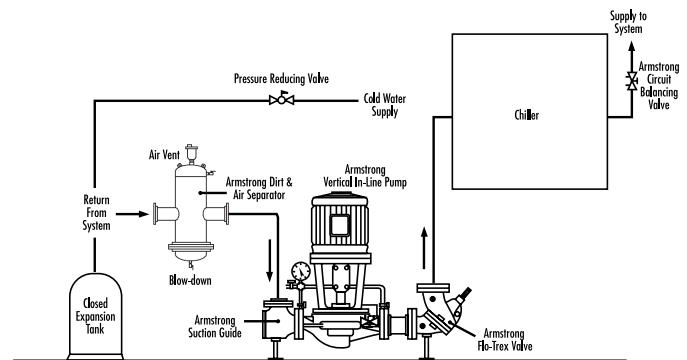 Supply to
System
Pressure Reducing Valve
Armstrong
Circuit
Balancing
Valve
Cold Water
Supply
Chiller
Air Vent
Armstrong
Vertical In-Line Pump
Armstrong Dirt &
Air Separator
Return
From
System
Blow-down
Closed
Expansion
Tank
Armstrong
Suction Guide
Armstrong
Flo-Trex Valve